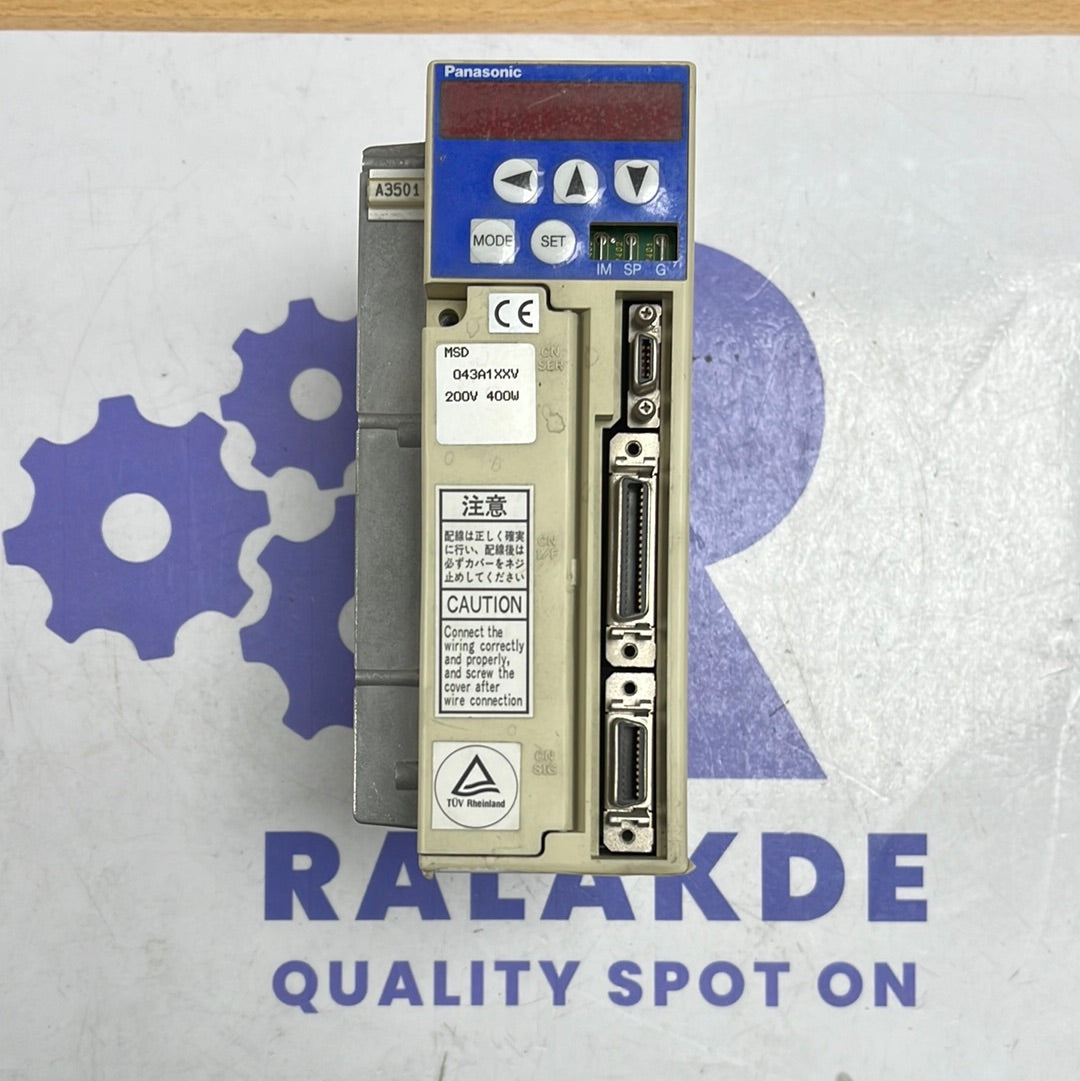 Panasonic
A3501
MODE
SET
IM
SP
G
CE
MSD
043A1XXV
200V 400W
CN
SER
注意
配線は正しく確実
に行い、配線後は
必ずカバーをネジ
止めしてください
CAUTION
Connect the
wiring correctly
and properly,
and screw the
cover after
wire connection
CN
I/F
CN
SIG
TÜV Rheinland
R
RALAKDE
QUALITY SPOT ON